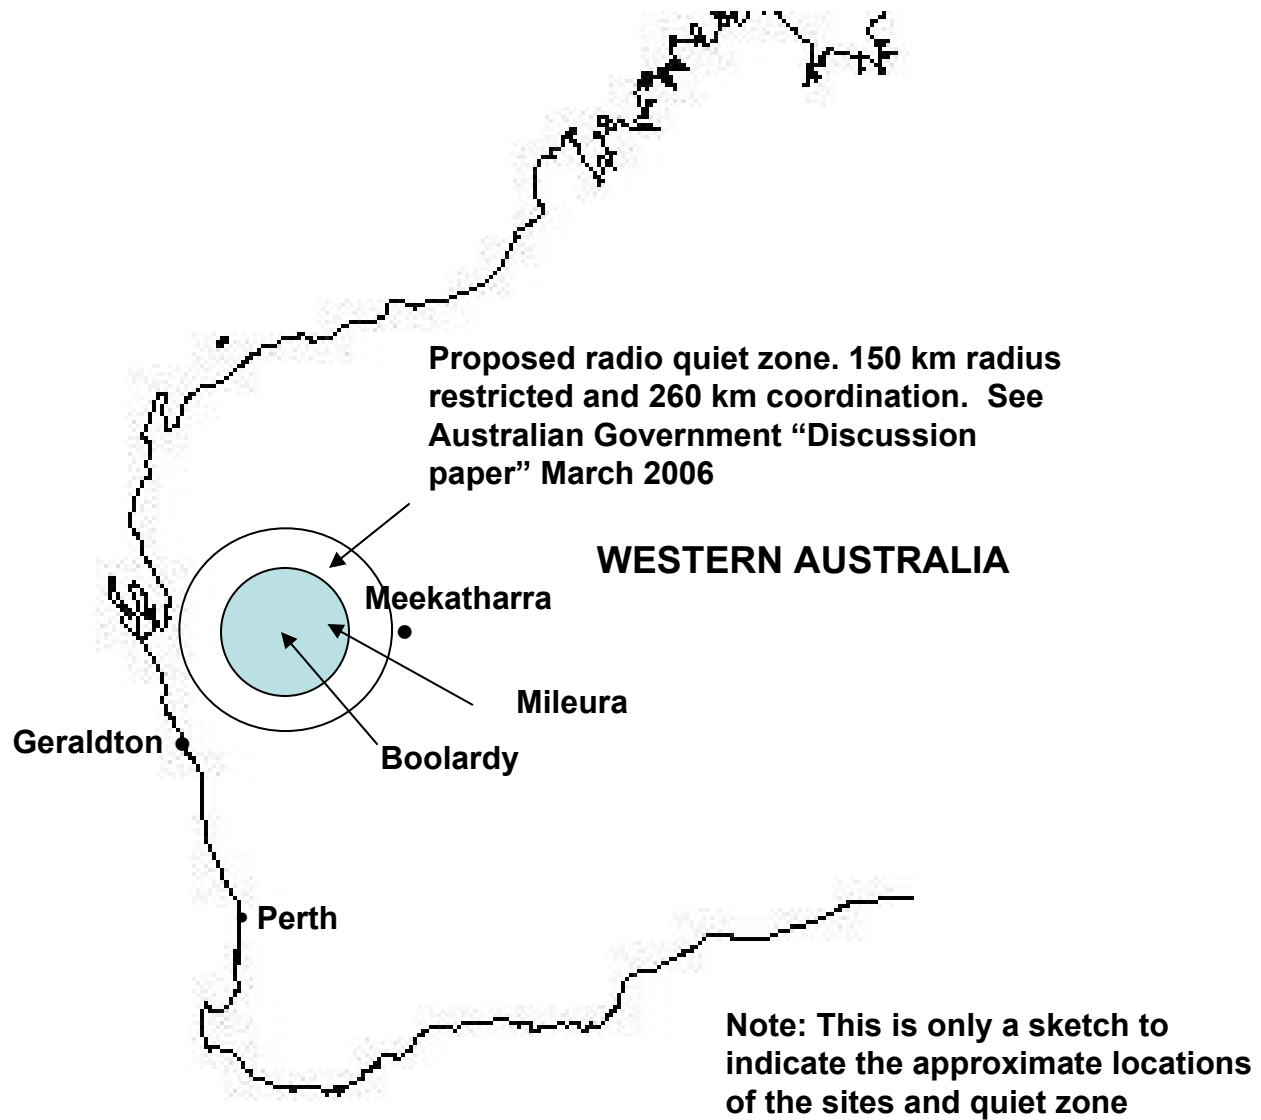 Proposed radio quiet zone. 150 km radius
restricted and 260 km coordination.  See
Australian Government “Discussion
paper” March 2006
WESTERN AUSTRALIA
Meekatharra
Mileura
Geraldton
Boolardy
Perth
Note: This is only a sketch to
indicate the approximate locations
of the sites and quiet zone